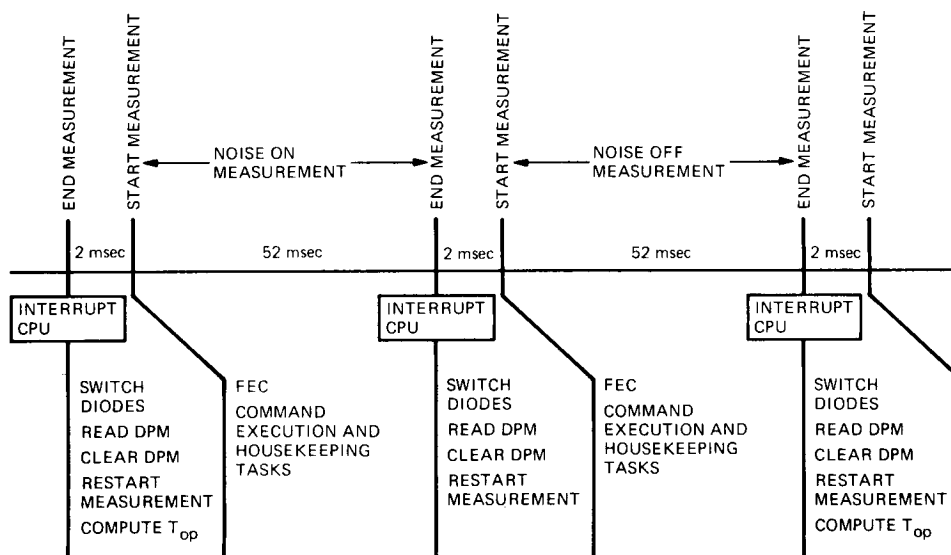 END MEASUREMENT
START MEASUREMENT
NOISE ON
MEASUREMENT
END MEASUREMENT
START MEASUREMENT
NOISE OFF
MEASUREMENT
END MEASUREMENT
START MEASUREMENT
2 msec
52 msec
2 msec
52 msec
2 msec
INTERRUPT
CPU
INTERRUPT
CPU
INTERRUPT
CPU
SWITCH
DIODES
READ DPM
CLEAR DPM
RESTART
MEASUREMENT
COMPUTE Top
FEC
COMMAND
EXECUTION AND
HOUSEKEEPING
TASKS
SWITCH
DIODES
READ DPM
CLEAR DPM
RESTART
MEASUREMENT
FEC
COMMAND
EXECUTION AND
HOUSEKEEPING
TASKS
SWITCH
DIODES
READ DPM
CLEAR DPM
RESTART
MEASUREMENT
COMPUTE Top